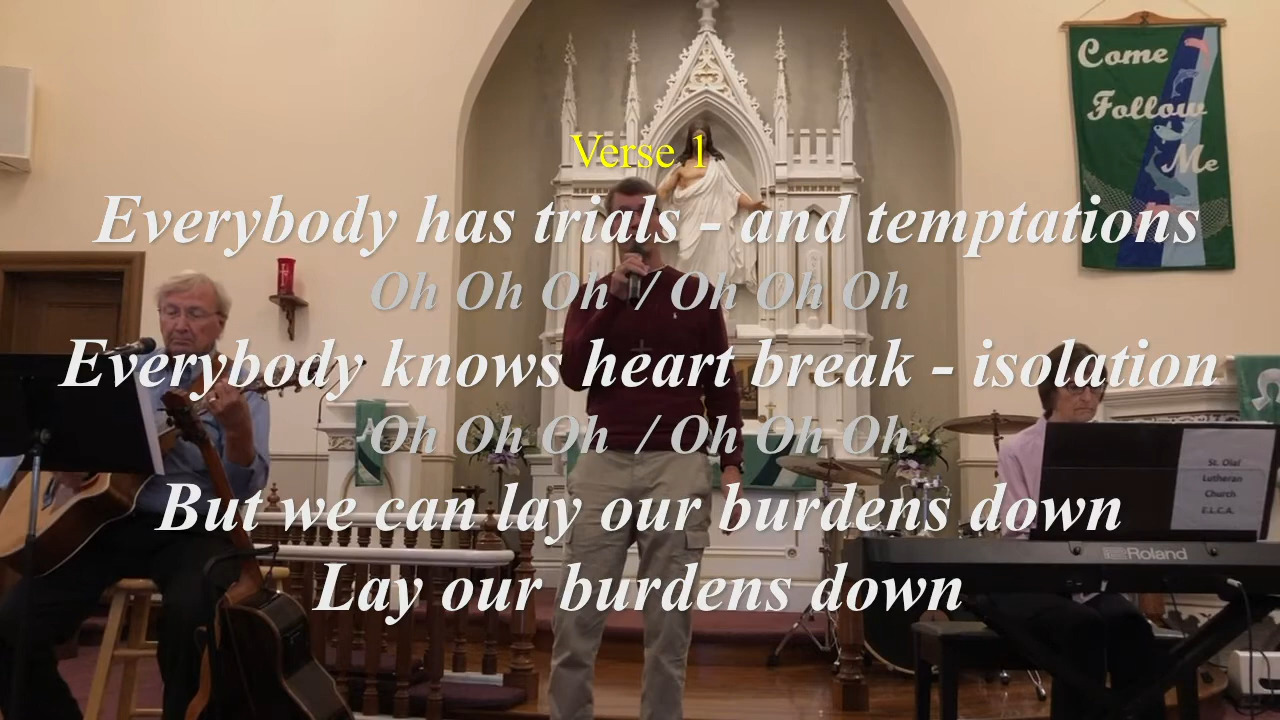 Come
Follow
Me
Verse 1
Everybody has trials - and temptations
Oh Oh Oh / Oh Oh Oh
Everybody knows heart break - isolation
Oh Oh Oh / Oh Oh Oh
But we can lay our burdens down
Lay our burdens down
St. Olaf
Lutheran
Church
E.L.C.A.
Roland